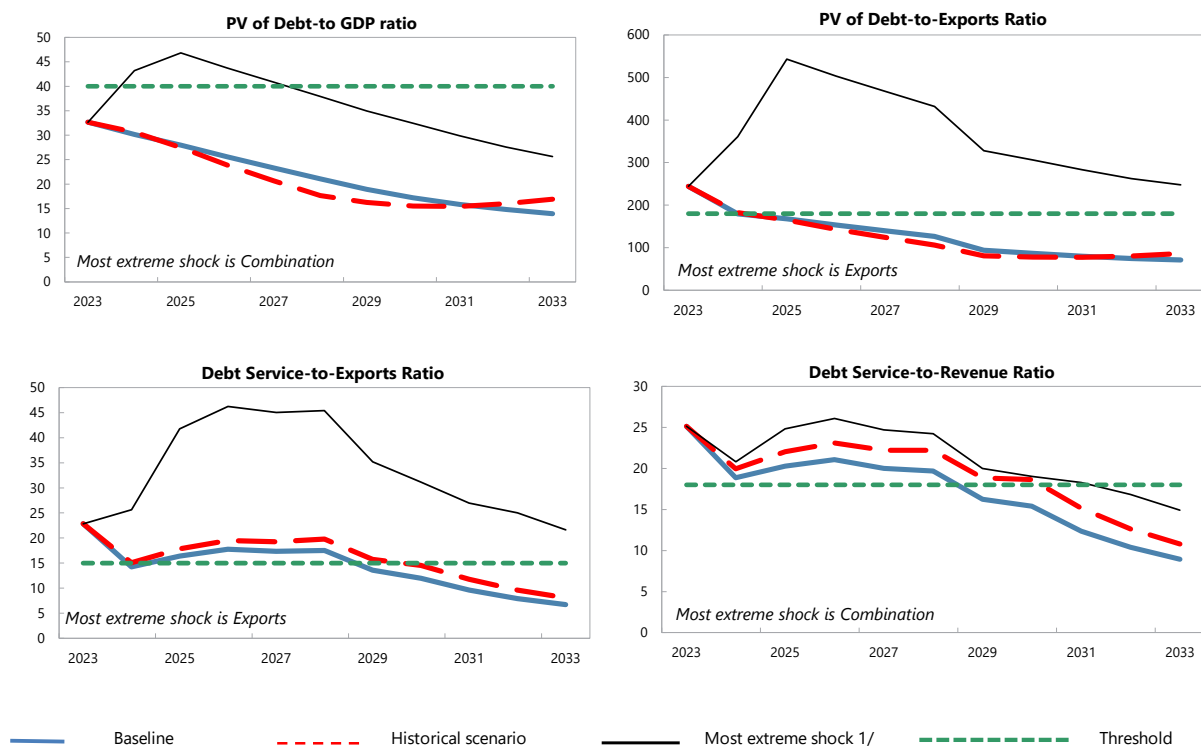 PV of Debt-to GDP ratio
50
45
40
35
30
25
20
15
10
5
0
Most extreme shock is Combination
2023 2025 2027 2029 2031 2033
PV of Debt-to-Exports Ratio
600
500
400
300
200
100
0
Most extreme shock is Exports
2023 2025 2027 2029 2031 2033
Debt Service-to-Exports Ratio
50
45
40
35
30
25
20
15
10
5
0
Most extreme shock is Exports
2023 2025 2027 2029 2031 2033
Debt Service-to-Revenue Ratio
30
25
20
15
10
5
0
Most extreme shock is Combination
2023 2025 2027 2029 2031 2033
Baseline Historical scenario Most extreme shock 1/ Threshold